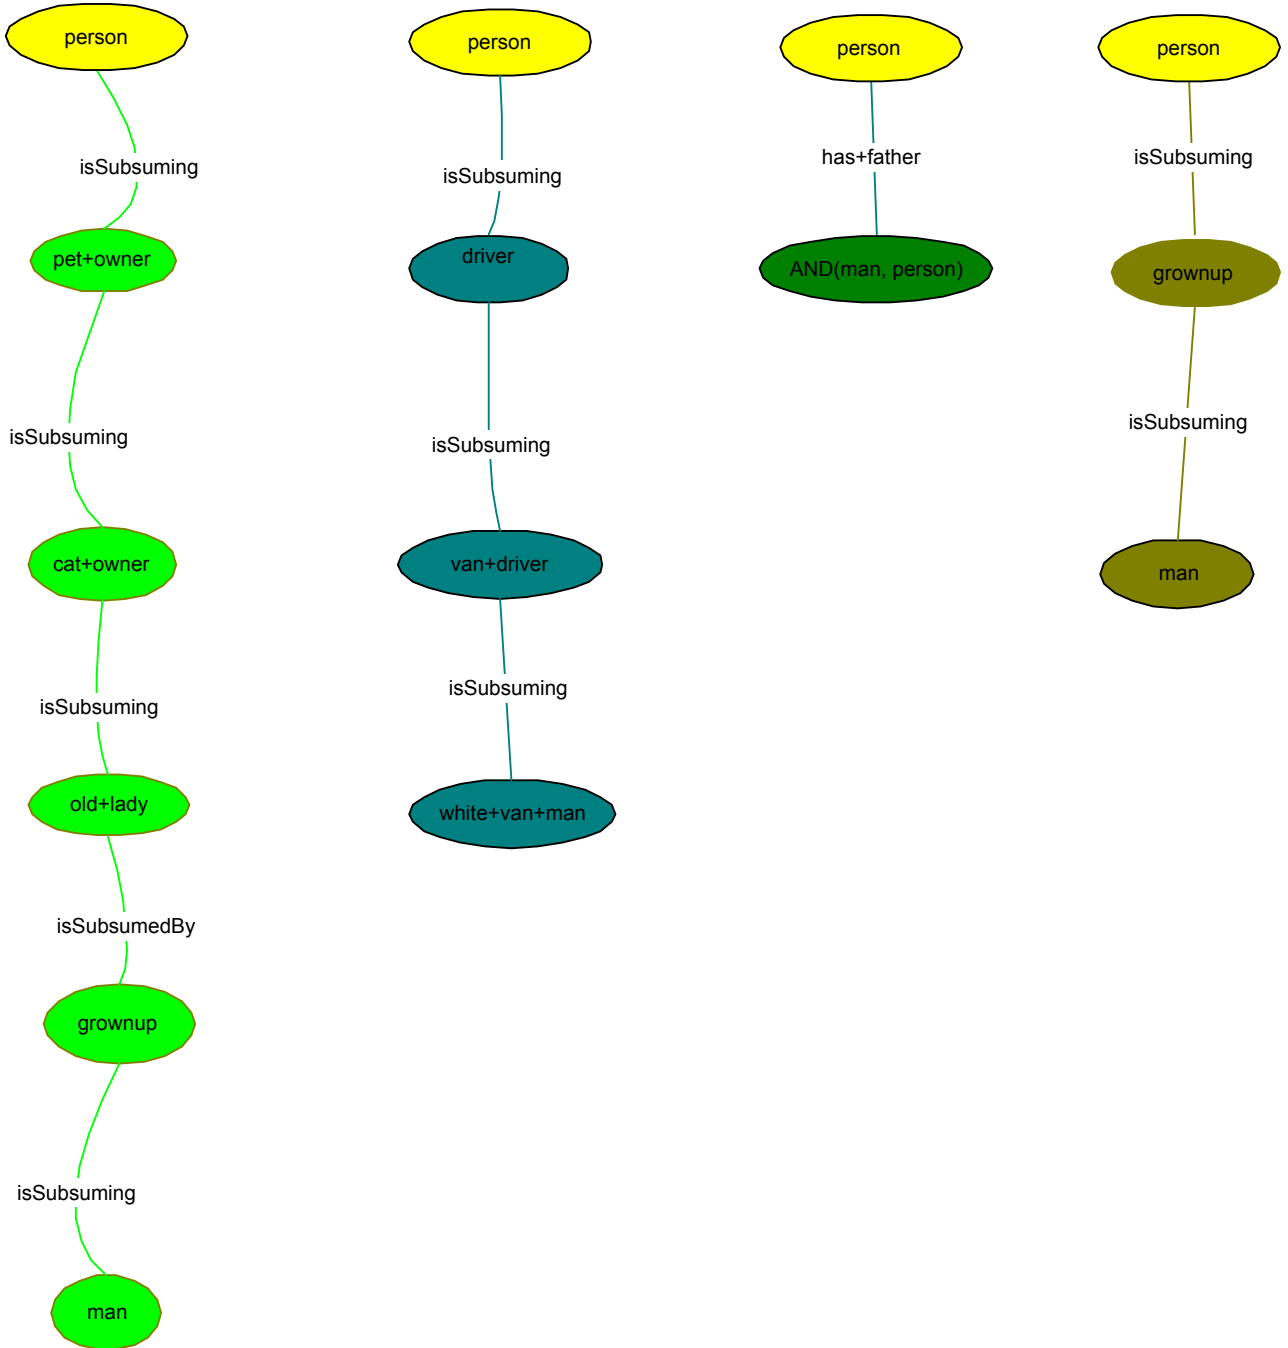 person
isSubsuming
pet+owner
isSubsuming
cat+owner
isSubsuming
old+lady
isSubsumedBy
grownup
isSubsuming
man
person
isSubsuming
driver
isSubsuming
van+driver
isSubsuming
white+van+man
person
has+father
AND(man, person)
person
isSubsuming
grownup
isSubsuming
man